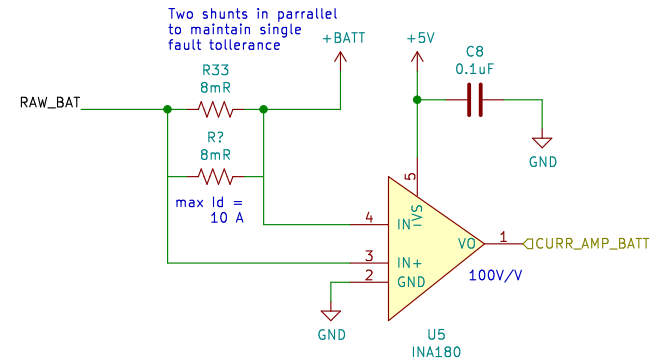 Two shunts in parrallel
to maintain single
fault tollerance
+BATT
+5V
C8
0.1uF
R33
8mR
RAW_BAT
R?
8mR
GND
max Id =
10 A
5
VS
4
IN-
1
VO
CURR_AMP_BATT
3
IN+
2
GND
100V/V
GND
U5
INA180